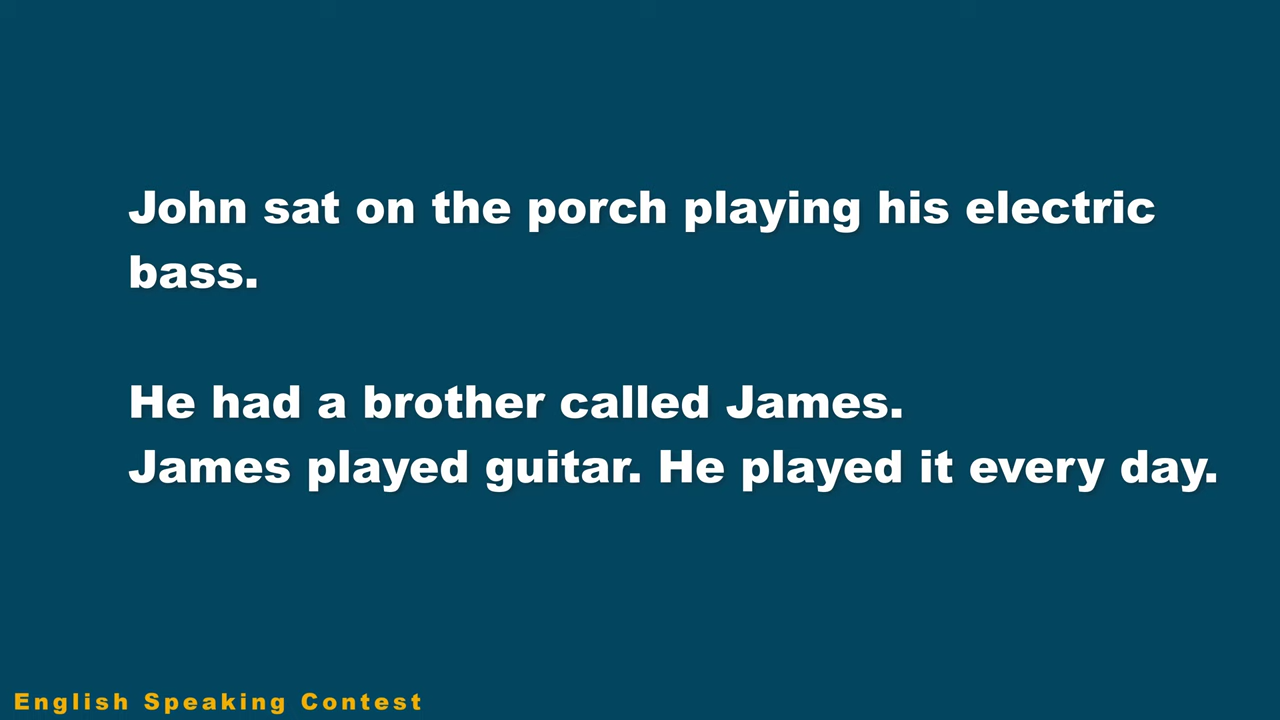 John sat on the porch playing his electric
bass.
He had a brother called James.
James played guitar. He played it every day.
English Speaking Contest